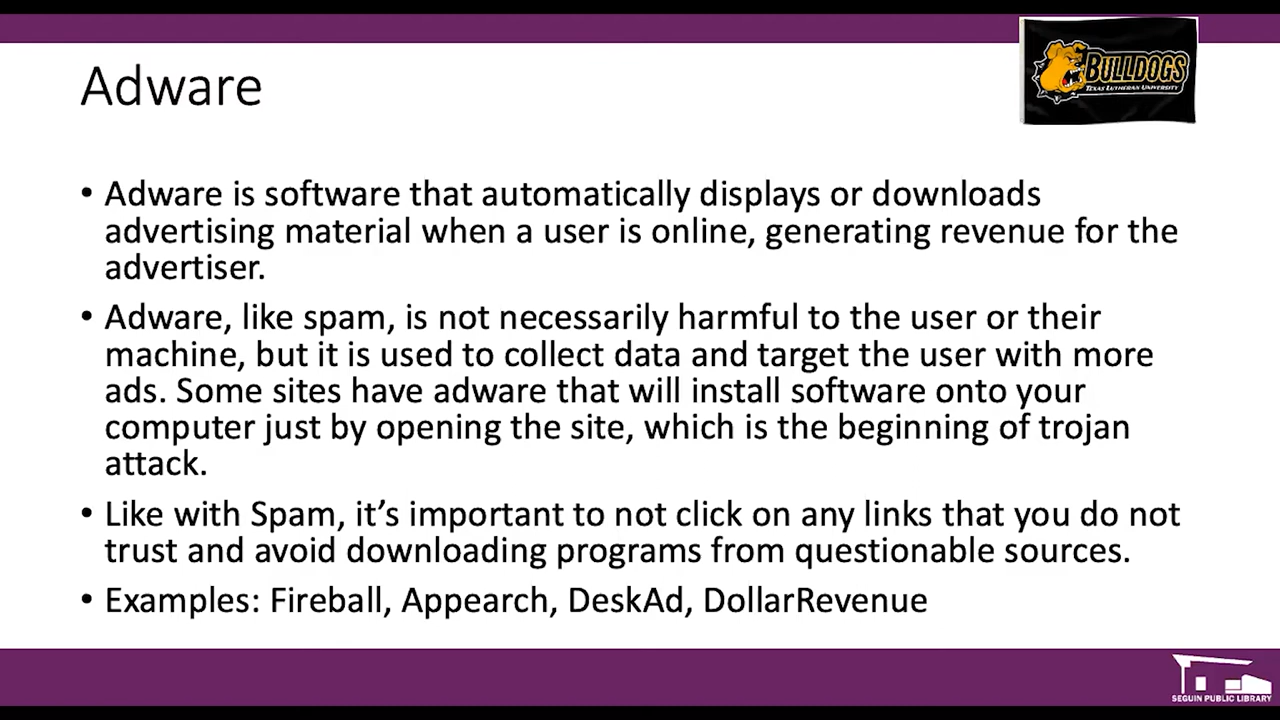 BULLDOGS
TEXAS LUTHERAN UNIVERSITY
Adware
• Adware is software that automatically displays or downloads
advertising material when a user is online, generating revenue for the
advertiser.
• Adware, like spam, is not necessarily harmful to the user or their
machine, but it is used to collect data and target the user with more
ads. Some sites have adware that will install software onto your
computer just by opening the site, which is the beginning of trojan
attack.
• Like with Spam, it’s important to not click on any links that you do not
trust and avoid downloading programs from questionable sources.
• Examples: Fireball, Appearch, DeskAd, DollarRevenue
SEGUIN PUBLIC LIBRARY